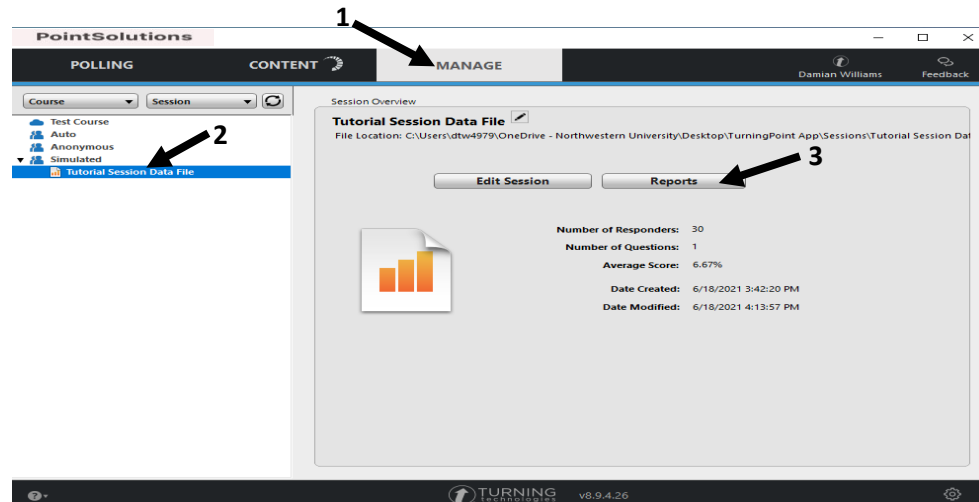 1
PointSolutions
POLLING
CONTENT
MANAGE
Damian Williams
Feedback
Course
Session
Test Course
Auto
Anonymous
Simulated
Tutorial Session Data File
2
Session Overview
Tutorial Session Data File
File Location: C:\Users\dtw4979\OneDrive - Northwestern University\Desktop\TurningPoint App\Sessions\Tutorial Session Dat
3
Edit Session
Reports
Number of Responders: 30
Number of Questions: 1
Average Score: 6.67%
Date Created: 6/18/2021 3:42:20 PM
Date Modified: 6/18/2021 4:13:57 PM
TURNING
technologies
v8.9.4.26